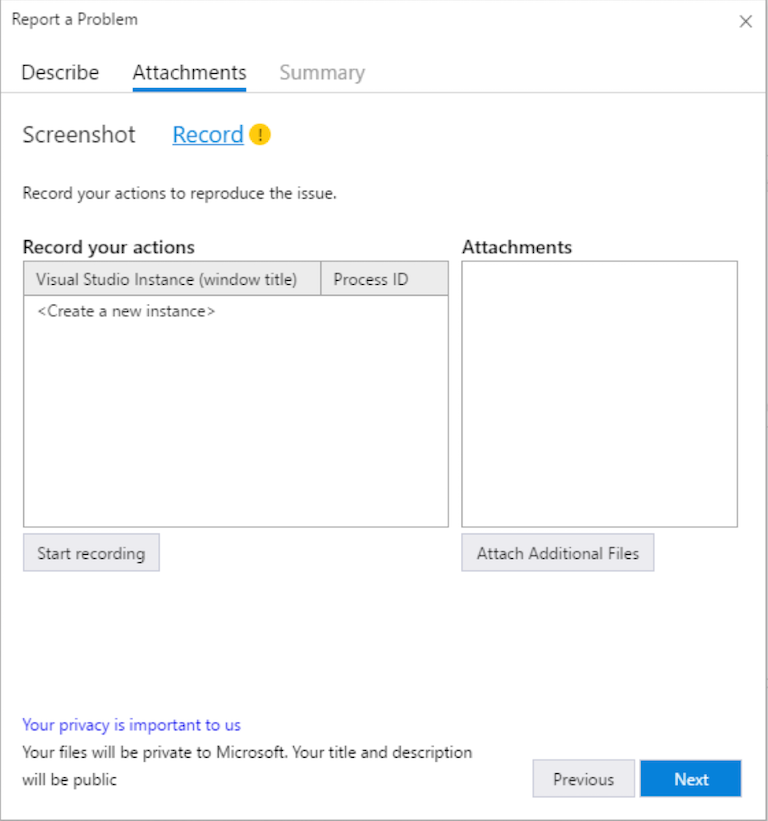 Report a Problem
Describe Attachments Summary
Screenshot Record !
Record your actions to reproduce the issue.
Record your actions
Visual Studio Instance (window title) Process ID
<Create a new instance>
Start recording
Attachments
Attach Additional Files
Your privacy is important to us
Your files will be private to Microsoft. Your title and description
will be public
Previous Next